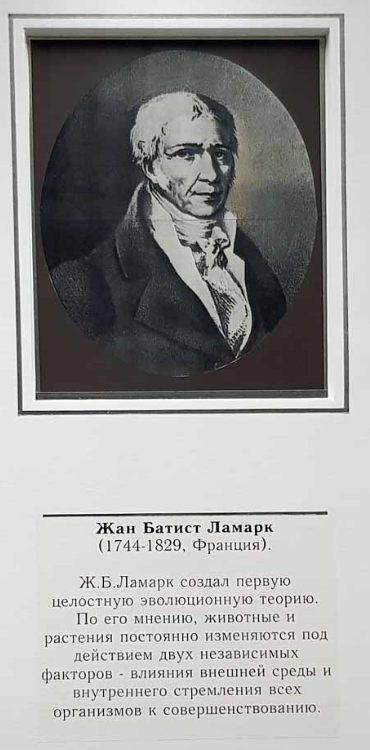 Жан Батист Ламарк
(1744-1829, Франция).
Ж.Б.Ламарк создал первую
целостную эволюционную теорию.
По его мнению, животные и
растения постоянно изменяются под
действием двух независимых
факторов - влияния внешней среды и
внутреннего стремления всех
организмов к совершенствованию.